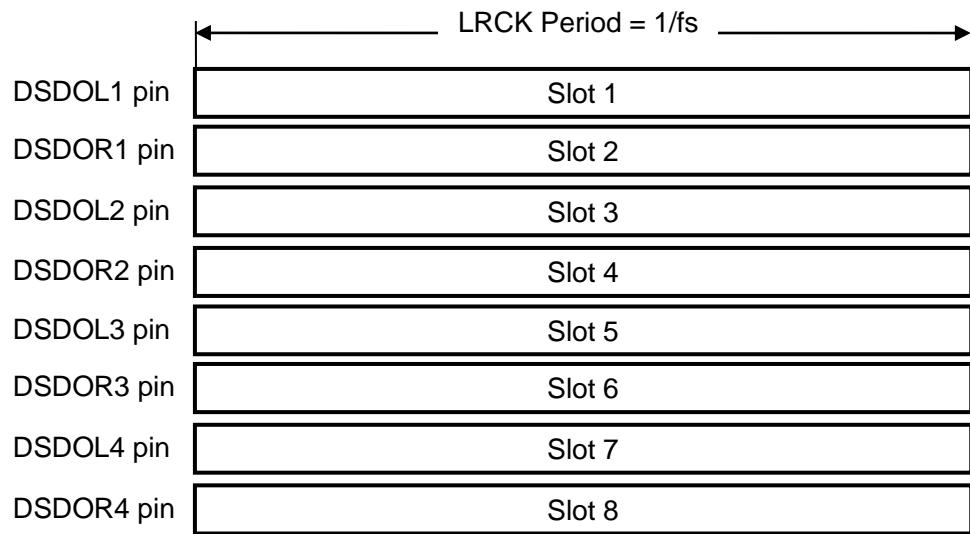 LRCK Period = 1/fs
DSDOL1 pin Slot 1
DSDOR1 pin Slot 2
DSDOL2 pin Slot 3
DSDOR2 pin Slot 4
DSDOL3 pin Slot 5
DSDOR3 pin Slot 6
DSDOL4 pin Slot 7
DSDOR4 pin Slot 8